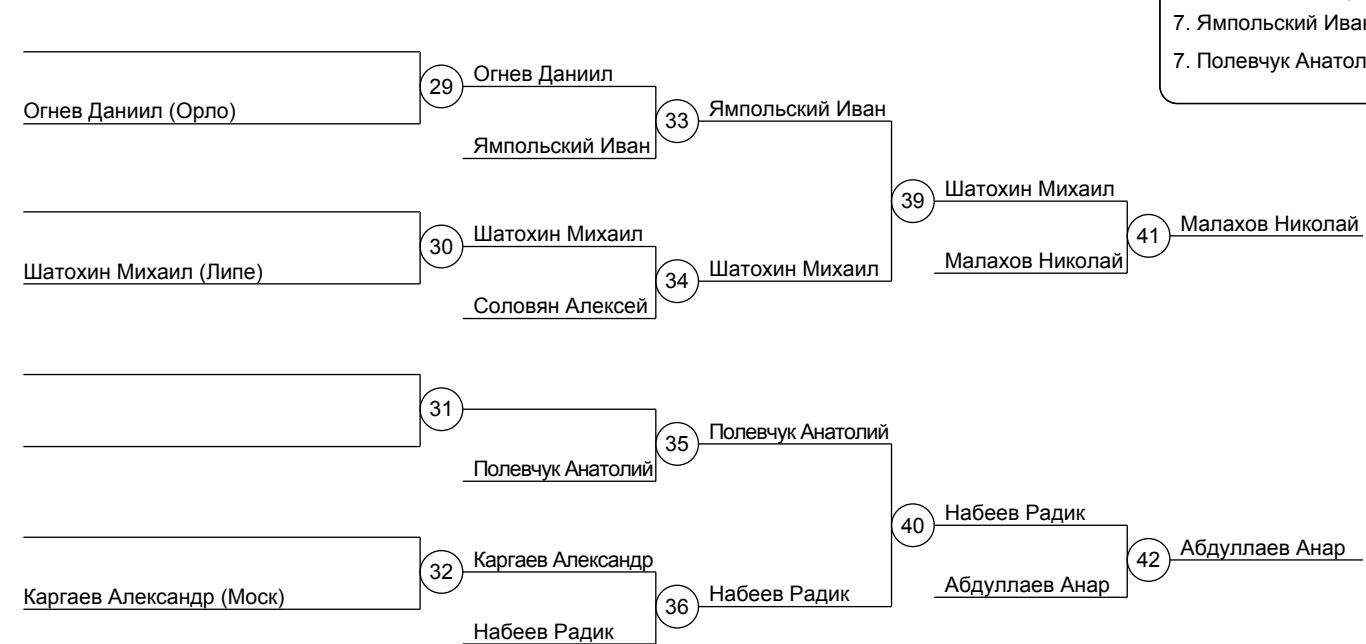 7. Ямпольский Иван
7. Полевчук Анатол
Огнев Даниил (Орло)
29
Огнев Даниил
Ямпольский Иван
33
Ямпольский Иван
Шатохин Михаил (Липе)
30
Шатохин Михаил
Соловян Алексей
34
Шатохин Михаил
39
Шатохин Михаил
Малахов Николай
41
Малахов Николай
31
Полевчук Анатолий
35
Полевчук Анатолий
Каргаев Александр (Моск)
32
Каргаев Александр
Набеев Радик
36
Набеев Радик
40
Набеев Радик
Абдуллаев Анар
42
Абдуллаев Анар